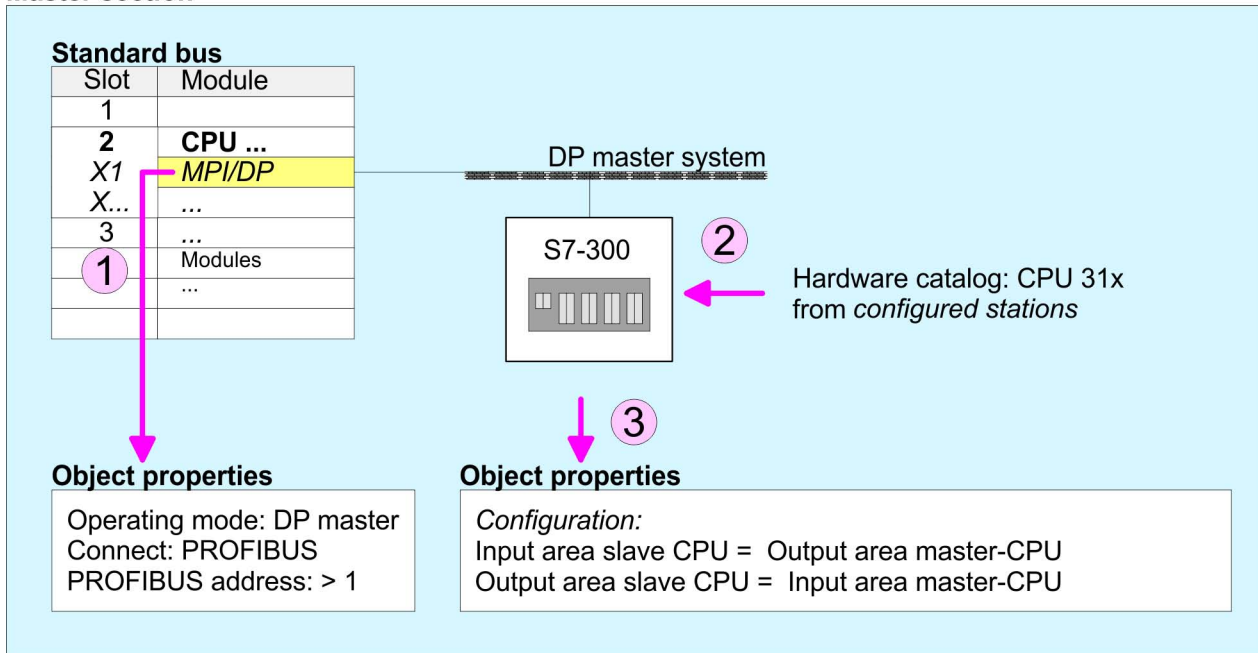 Standard bus
Slot Module
1
2 CPU ...
X1 MPI/DP
X... ...
3 ...
Modules
...
1
DP master system
S7-300
2
Hardware catalog: CPU 31x
from configured stations
3
Object properties
Operating mode: DP master
Connect: PROFIBUS
PROFIBUS address: > 1
Object properties
Configuration:
Input area slave CPU = Output area master-CPU
Output area slave CPU = Input area master-CPU